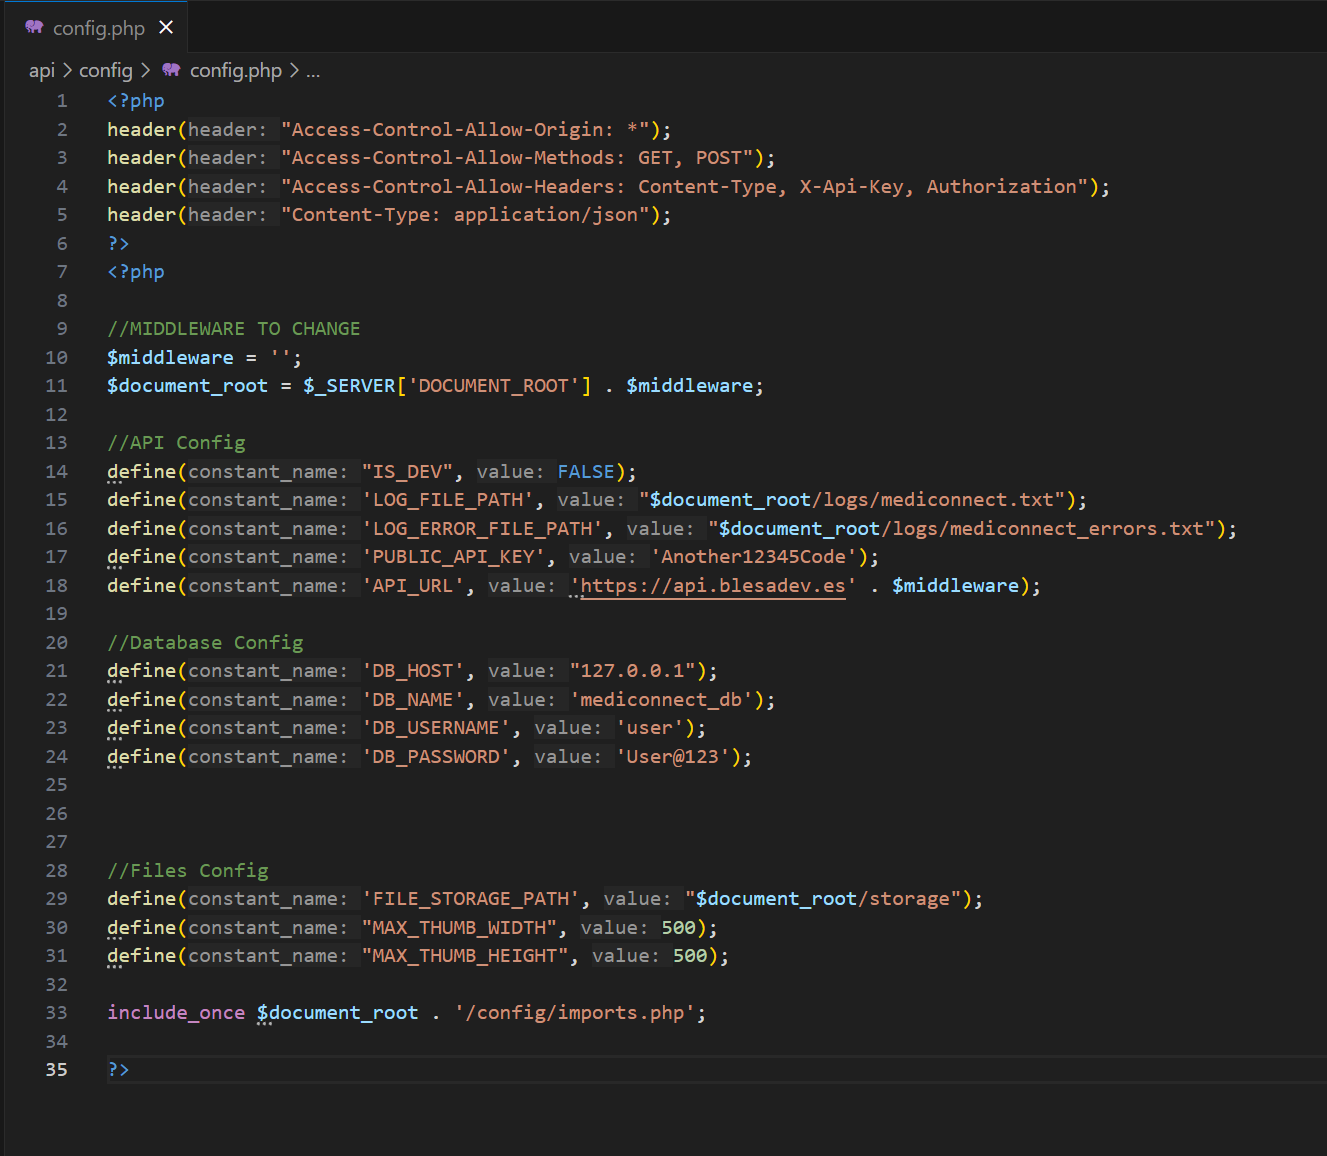 config.php
api > config > config.php > ...
1 <?php
2 header(header: "Access-Control-Allow-Origin: *");
3 header(header: "Access-Control-Allow-Methods: GET, POST");
4 header(header: "Access-Control-Allow-Headers: Content-Type, X-Api-Key, Authorization");
5 header(header: "Content-Type: application/json");
6 ?>
7 <?php
8
9 //MIDDLEWARE TO CHANGE
10 $middleware = '';
11 $document_root = $_SERVER['DOCUMENT_ROOT'] . $middleware;
12
13 //API Config
14 define(constant_name: "IS_DEV", value: FALSE);
15 define(constant_name: 'LOG_FILE_PATH', value: "$document_root/logs/mediconnect.txt");
16 define(constant_name: 'LOG_ERROR_FILE_PATH', value: "$document_root/logs/mediconnect_errors.txt");
17 define(constant_name: 'PUBLIC_API_KEY', value: 'Another12345Code');
18 define(constant_name: 'API_URL', value: 'https://api.blesadev.es' . $middleware);
19
20 //Database Config
21 define(constant_name: 'DB_HOST', value: "127.0.0.1");
22 define(constant_name: 'DB_NAME', value: 'mediconnect_db');
23 define(constant_name: 'DB_USERNAME', value: 'user');
24 define(constant_name: 'DB_PASSWORD', value: 'User@123');
25
26
27
28 //Files Config
29 define(constant_name: 'FILE_STORAGE_PATH', value: "$document_root/storage");
30 define(constant_name: "MAX_THUMB_WIDTH", value: 500);
31 define(constant_name: "MAX_THUMB_HEIGHT", value: 500);
32
33 include_once $document_root . '/config/imports.php';
34
35 ?>